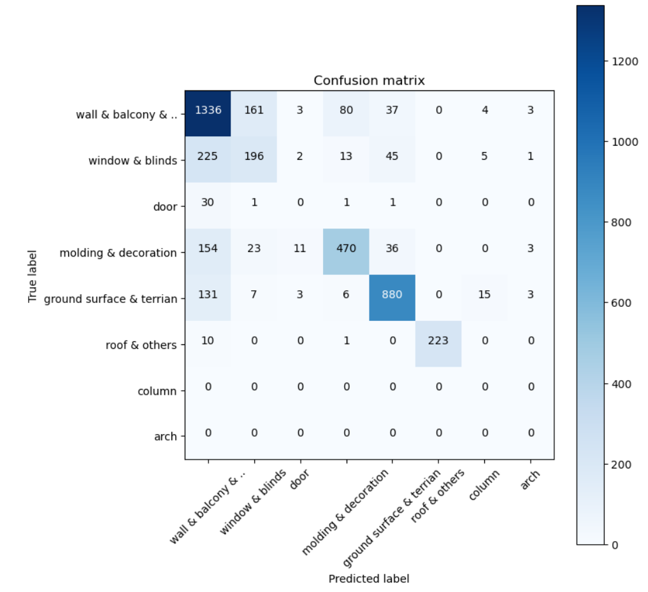 Confusion matrix
wall & balcony & .. 1336 161 3 80 37 0 4 3
window & blinds 225 196 2 13 45 0 5 1
door 30 1 0 1 1 0 0 0
molding & decoration 154 23 11 470 36 0 0 3
ground surface & terrian 131 7 3 6 880 0 15 3
roof & others 10 0 0 1 0 223 0 0
column 0 0 0 0 0 0 0 0
arch 0 0 0 0 0 0 0 0
True label
wall & balcony & ..
window & blinds
door
molding & decoration
ground surface & terrian
roof & others
column
arch
Predicted label
1200
1000
800
600
400
200
0